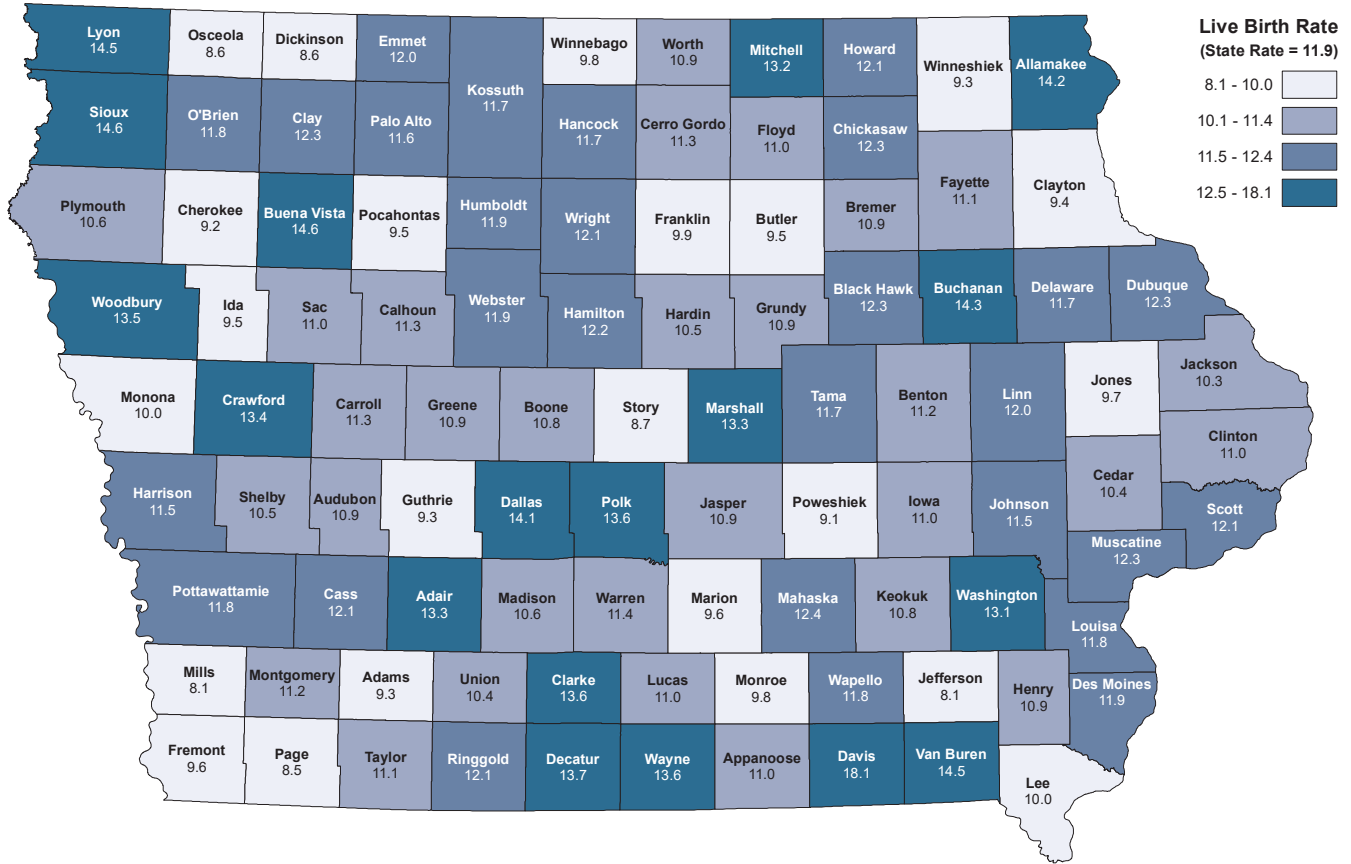 Live Birth Rate
(State Rate = 11.9)
8.1 - 10.0
10.1 - 11.4
11.5 - 12.4
12.5 - 18.1
Lyon
14.5
Osceola
8.6
Dickinson
8.6
Emmet
12.0
Kossuth
11.7
Winnebago
9.8
Worth
10.9
Mitchell
13.2
Howard
12.1
Winneshiek
9.3
Allamakee
14.2
Sioux
14.6
O'Brien
11.8
Clay
12.3
Palo Alto
11.6
Hancock
11.7
Cerro Gordo
11.3
Floyd
11.0
Chickasaw
12.3
Fayette
11.1
Clayton
9.4
Plymouth
10.6
Cherokee
9.2
Buena Vista
14.6
Pocahontas
9.5
Humboldt
11.9
Wright
12.1
Franklin
9.9
Butler
9.5
Bremer
10.9
Woodbury
13.5
Ida
9.5
Sac
11.0
Calhoun
11.3
Webster
11.9
Hamilton
12.2
Hardin
10.5
Grundy
10.9
Black Hawk
12.3
Buchanan
14.3
Delaware
11.7
Dubuque
12.3
Monona
10.0
Crawford
13.4
Carroll
11.3
Greene
10.9
Boone
10.8
Story
8.7
Marshall
13.3
Tama
11.7
Benton
11.2
Linn
12.0
Jones
9.7
Jackson
10.3
Clinton
11.0
Harrison
11.5
Shelby
10.5
Audubon
10.9
Guthrie
9.3
Dallas
14.1
Polk
13.6
Jasper
10.9
Poweshiek
9.1
Iowa
11.0
Johnson
11.5
Cedar
10.4
Scott
12.1
Muscatine
12.3
Pottawattamie
11.8
Cass
12.1
Adair
13.3
Madison
10.6
Warren
11.4
Marion
9.6
Mahaska
12.4
Keokuk
10.8
Washington
13.1
Louisa
11.8
Mills
8.1
Montgomery
11.2
Adams
9.3
Union
10.4
Clarke
13.6
Lucas
11.0
Monroe
9.8
Wapello
11.8
Jefferson
8.1
Henry
10.9
Des Moines
11.9
Fremont
9.6
Page
8.5
Taylor
11.1
Ringgold
12.1
Decatur
13.7
Wayne
13.6
Appanoose
11.0
Davis
18.1
Van Buren
14.5
Lee
10.0